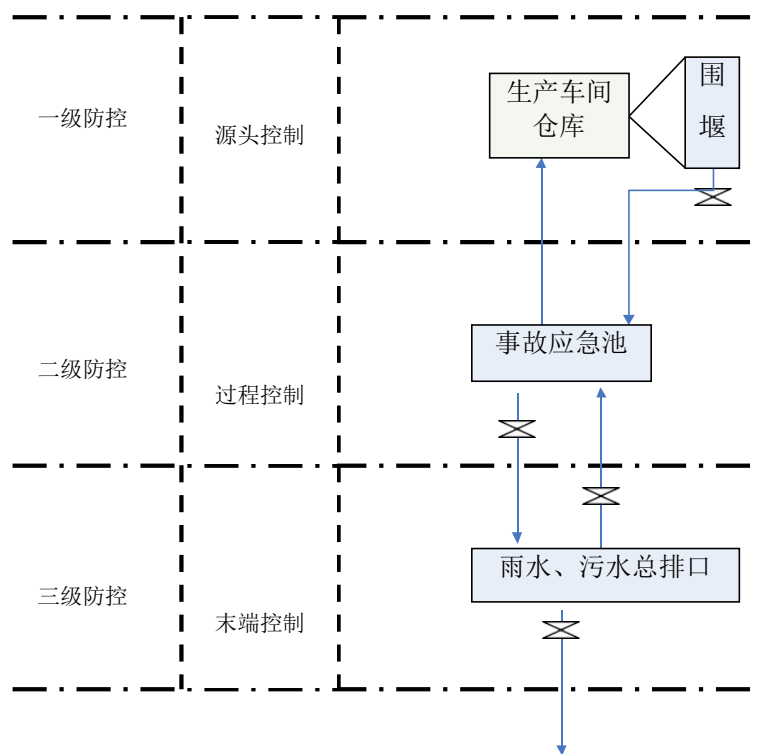 一级防控
源头控制
生产车间
仓库
围
堰
二级防控
过程控制
事故应急池
三级防控
末端控制
雨水、污水总排口